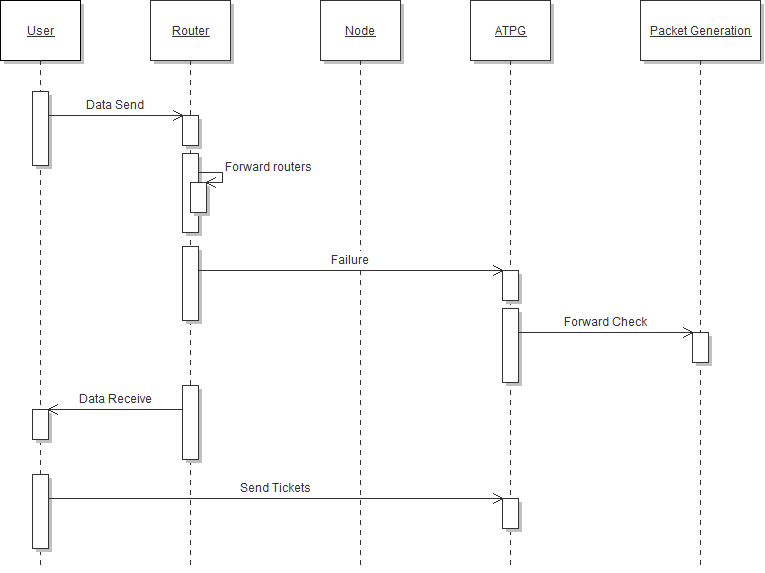 User
Router
Node
ATPG
Packet Generation
Data Send
Forward routers
Failure
Forward Check
Data Receive
Send Tickets